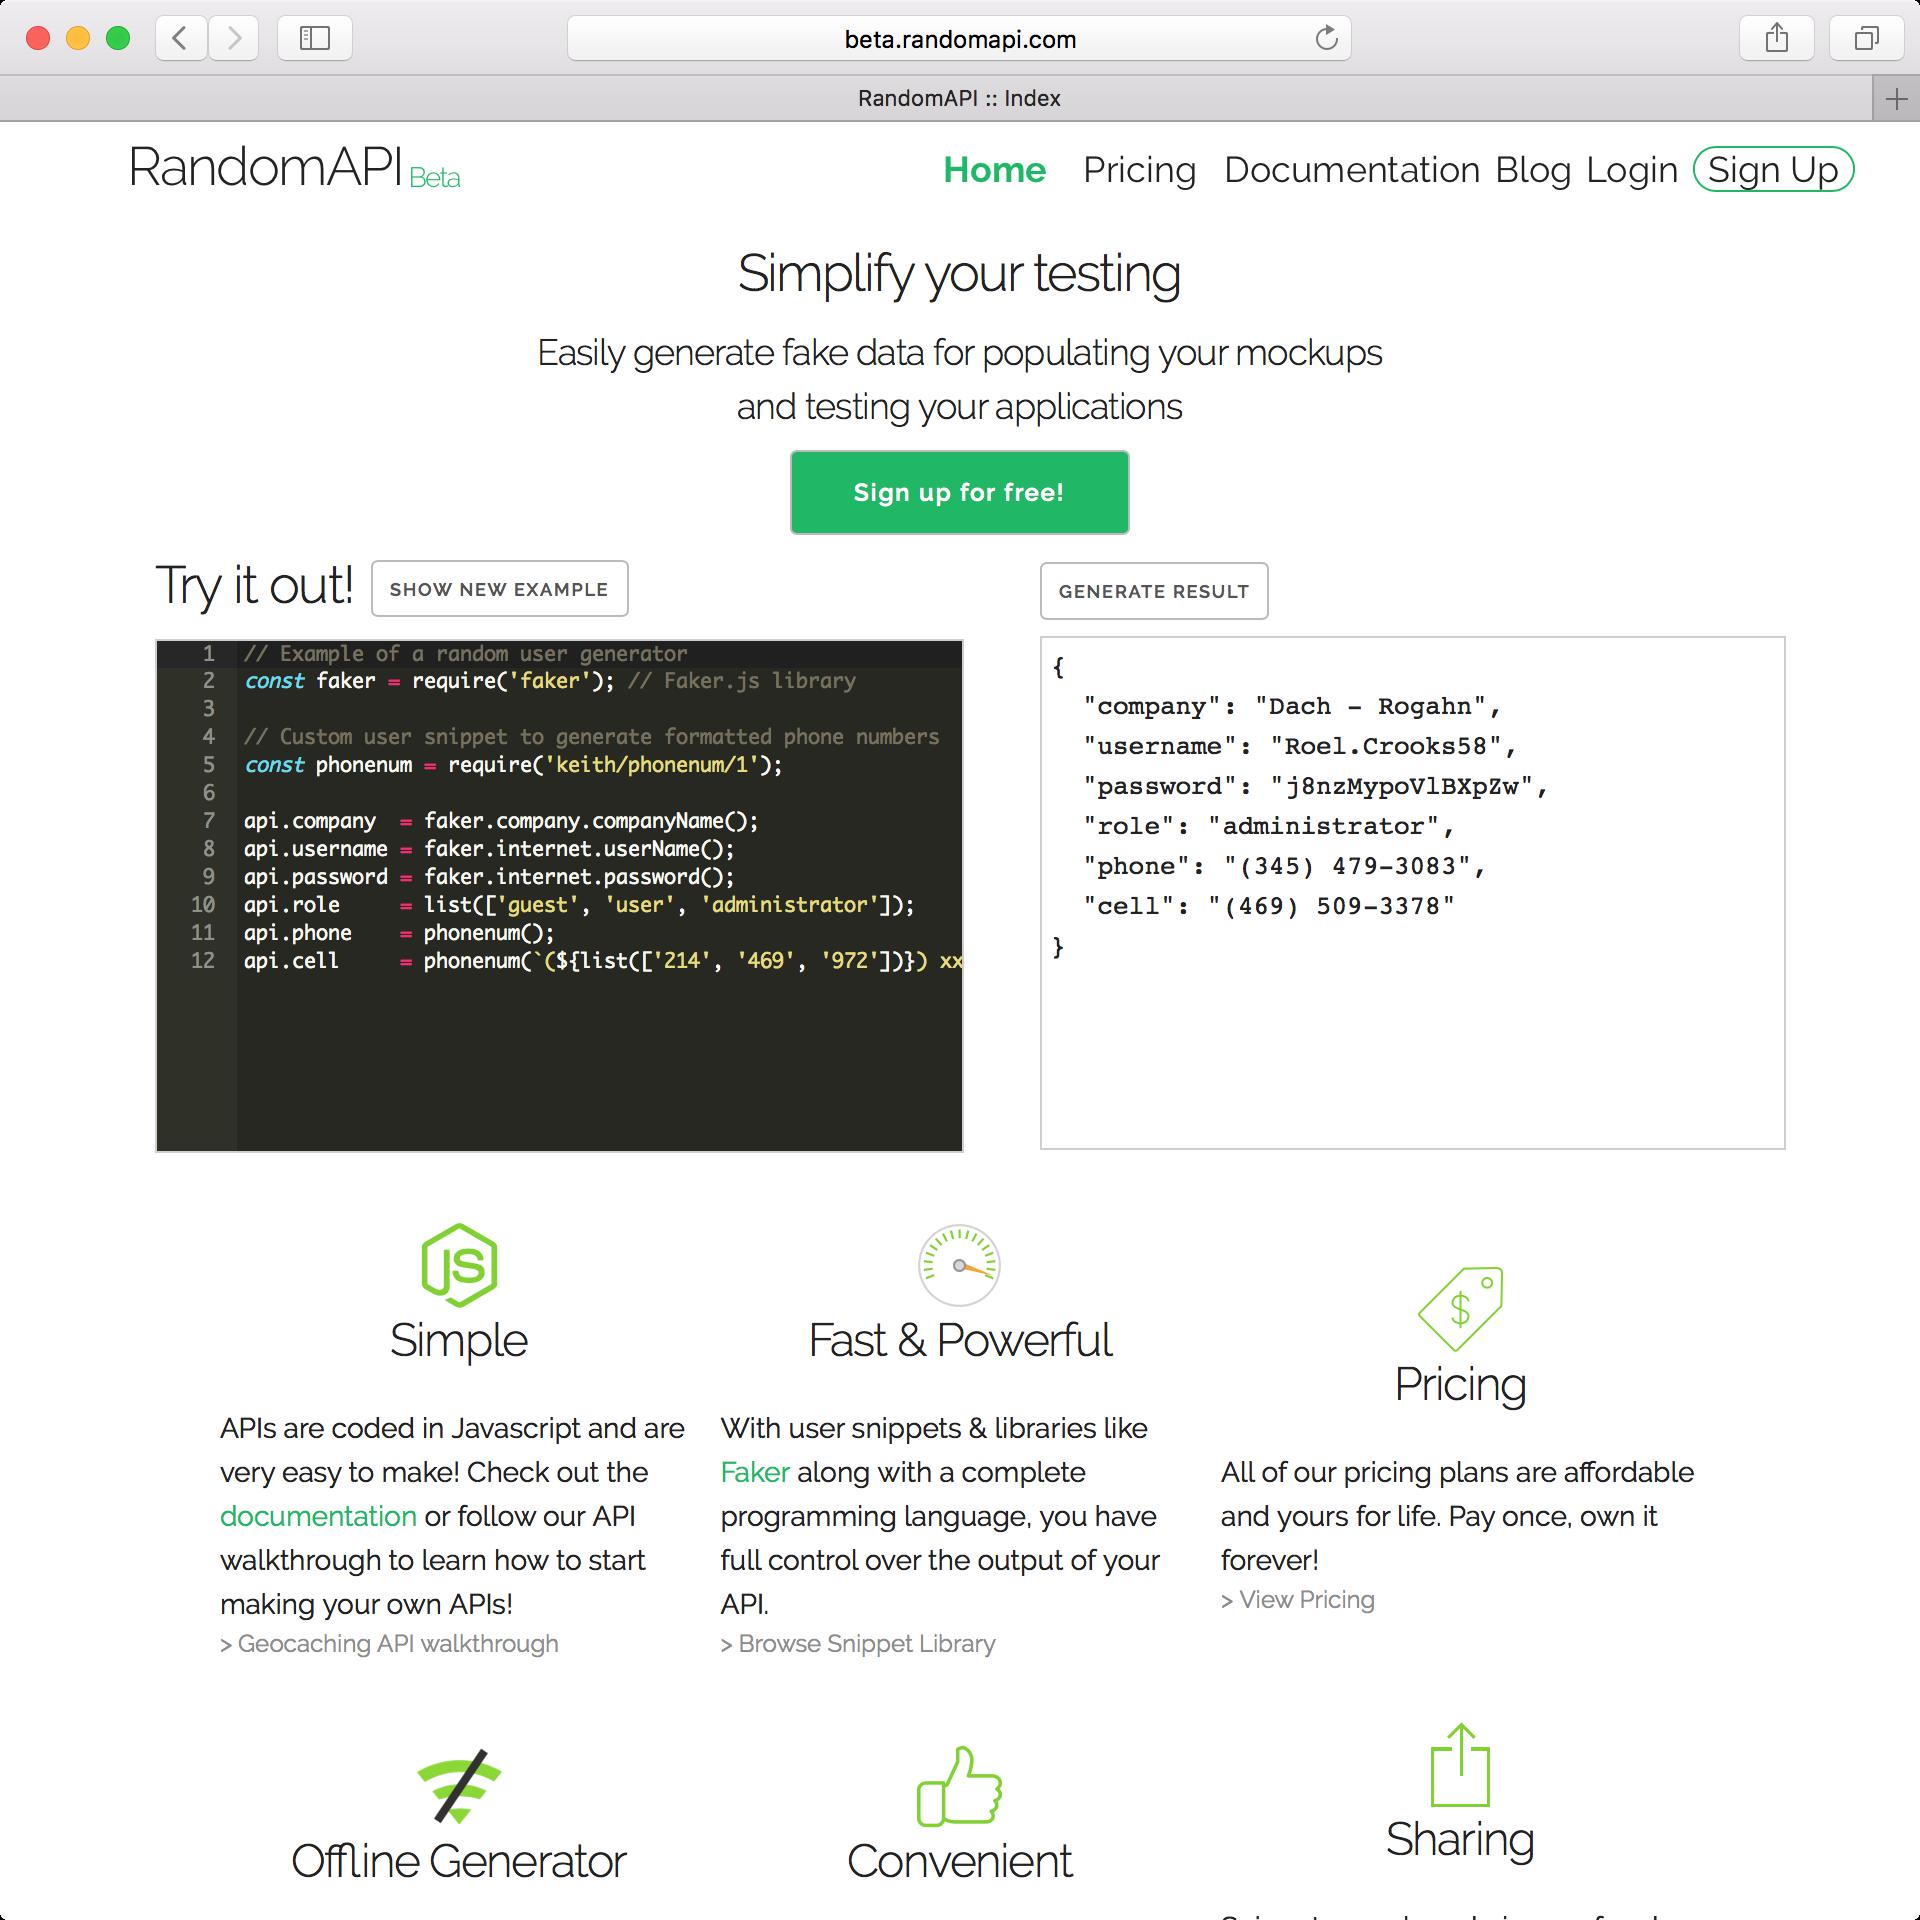 beta.randomapi.com
RandomAPI :: Index
RandomAPI Beta
Home Pricing Documentation Blog Login Sign Up
Simplify your testing
Easily generate fake data for populating your mockups
and testing your applications
Sign up for free!
Try it out! SHOW NEW EXAMPLE
1 // Example of a random user generator
2 const faker = require('faker'); // Faker.js library
3
4 // Custom user snippet to generate formatted phone numbers
5 const phonenum = require('keith/phonenum/1');
6
7 api.company = faker.company.companyName();
8 api.username = faker.internet.userName();
9 api.password = faker.internet.password();
10 api.role = list(['guest', 'user', 'administrator']);
11 api.phone = phonenum();
12 api.cell = phonenum(`(${list(['214', '469', '972'])}) xx
GENERATE RESULT
{
"company": "Dach - Rogahn",
"username": "Roel.Crooks58",
"password": "j8nzMypoVlBXpZw",
"role": "administrator",
"phone": "(345) 479-3083",
"cell": "(469) 509-3378"
}
JS
Simple
APIs are coded in Javascript and are
very easy to make! Check out the
documentation or follow our API
walkthrough to learn how to start
making your own APIs!
> Geocaching API walkthrough
Fast & Powerful
With user snippets & libraries like
Faker along with a complete
programming language, you have
full control over the output of your
API.
> Browse Snippet Library
$
Pricing
All of our pricing plans are affordable
and yours for life. Pay once, own it
forever!
> View Pricing
Offline Generator
Convenient
Sharing